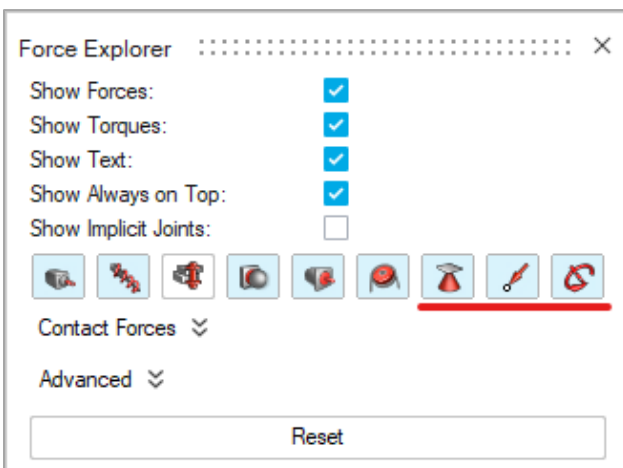 Force Explorer
Show Forces:
Show Torques:
Show Text:
Show Always on Top:
Show Implicit Joints:
Contact Forces
Advanced
Reset